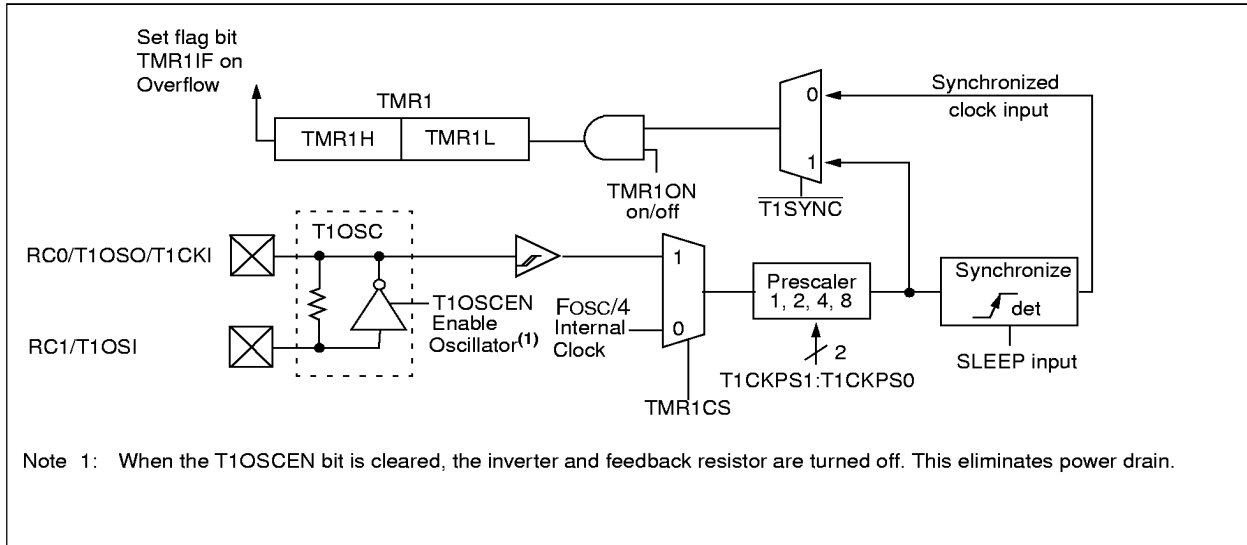 Set flag bit
TMR1IF on
Overflow
TMR1
TMR1H
TMR1L
TMR1ON
on/off
0
1
T1SYNC
Synchronized
clock input
RC0/T1OSO/T1CKI
RC1/T1OSI
T1OSC
T1OSCEN
Enable
Oscillator(1)
FOSC/4
Internal
Clock
1
0
TMR1CS
Prescaler
1, 2, 4, 8
2
T1CKPS1:T1CKPS0
Synchronize
det
SLEEP input
Note 1: When the T1OSCEN bit is cleared, the inverter and feedback resistor are turned off. This eliminates power drain.